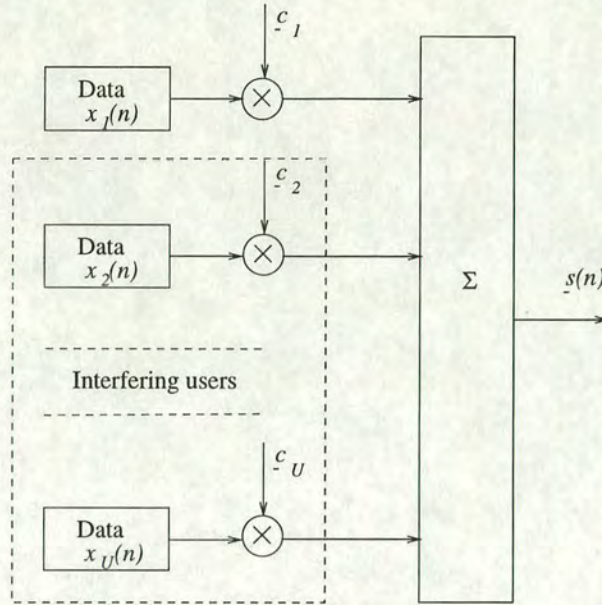 c 1
Data
x 1(n)
×
c 2
Data
x 2(n)
×
Σ
s(n)
Interfering users
c U
Data
x U(n)
×